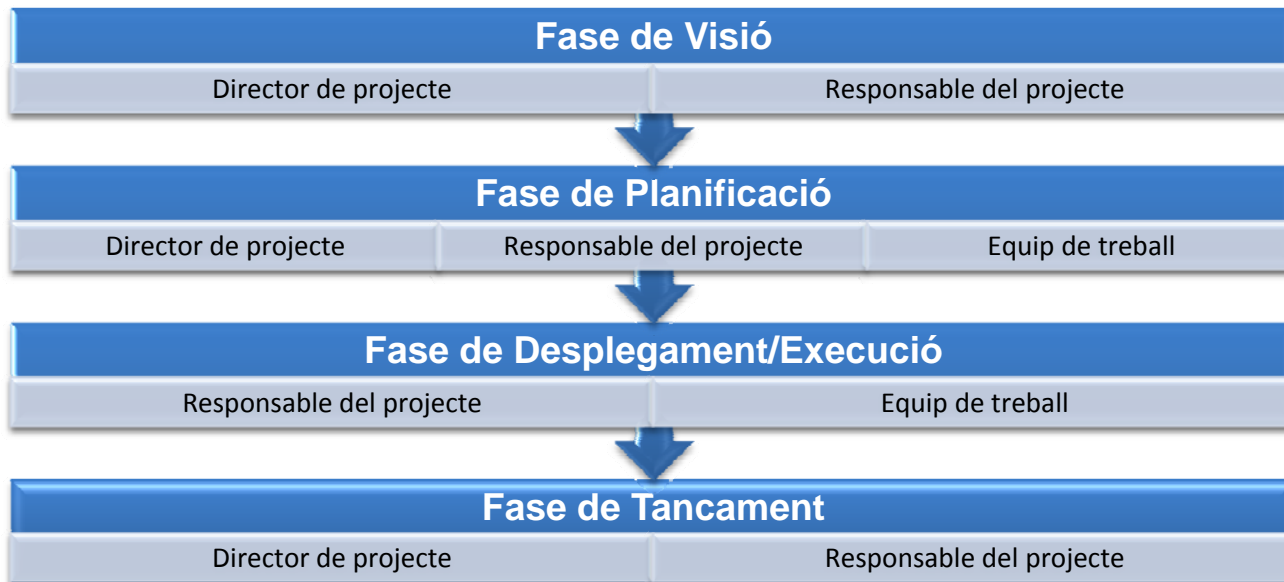 Fase de Visió
Director de projecte
Responsable del projecte
Fase de Planificació
Director de projecte
Responsable del projecte
Equip de treball
Fase de Desplegament/Execució
Responsable del projecte
Equip de treball
Fase de Tancament
Director de projecte
Responsable del projecte